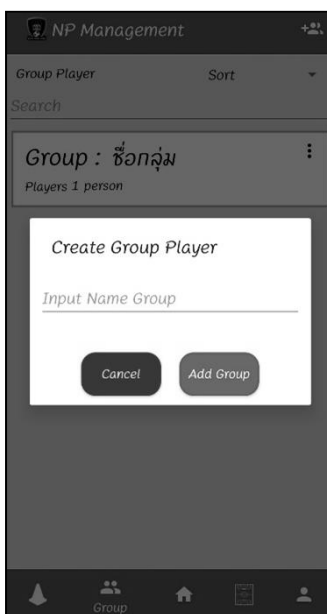 NP Management
Group Player Sort
Search
Group : ชื่อกลุ่ม
Players 1 person
Create Group Player
Input Name Group
Cancel Add Group
Group